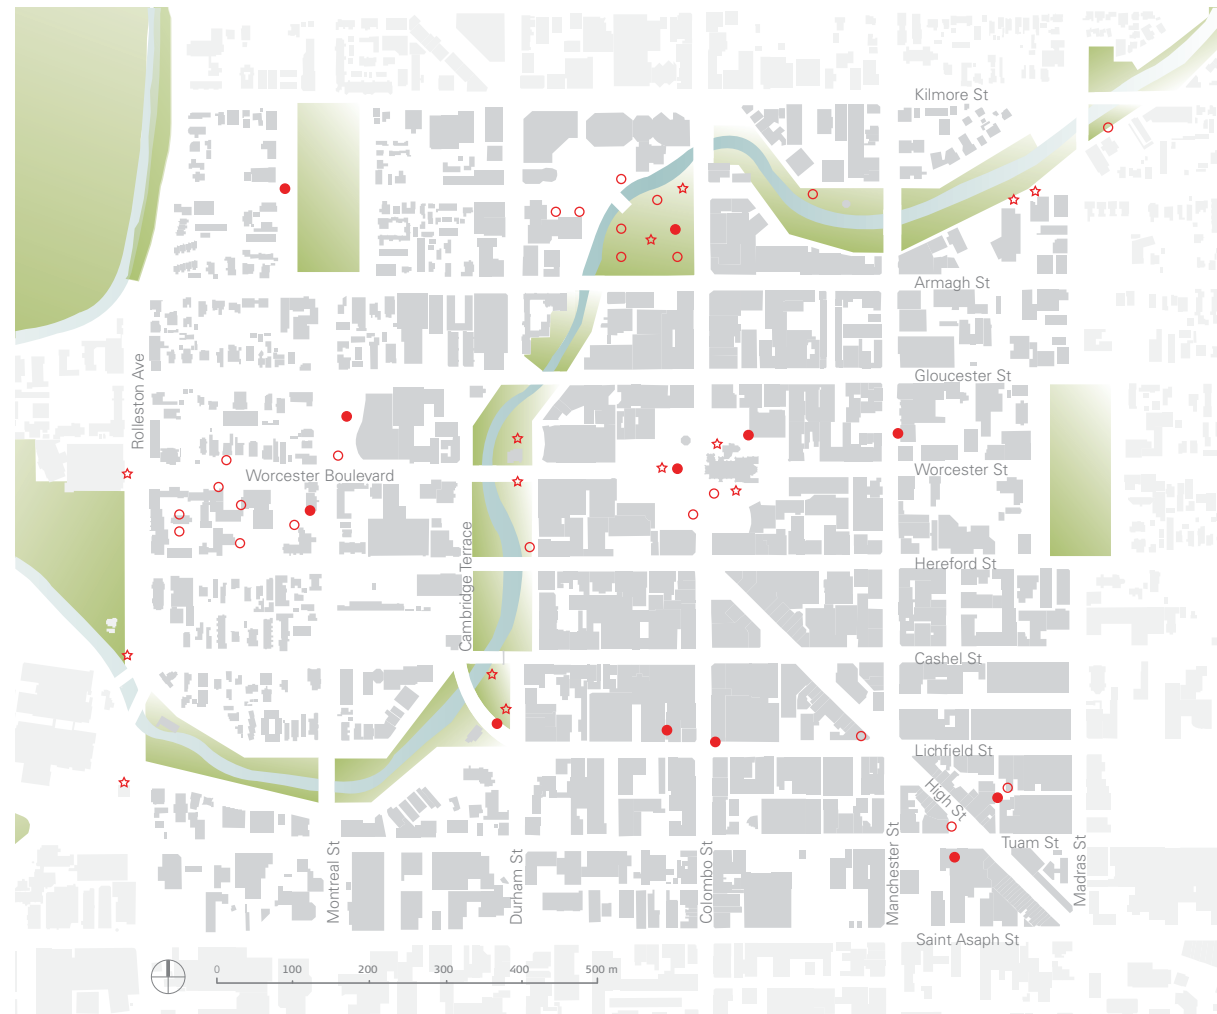 Kilmore St
Armagh St
Rolleston Ave
Gloucester St
Worcester Boulevard
Worcester St
Cambridge Terrace
Hereford St
Cashel St
Lichfield St
High St
Tuam St
Montreal St
Durham St
Colombo St
Manchester St
Madras St
Saint Asaph St
0 100 200 300 400 500 m